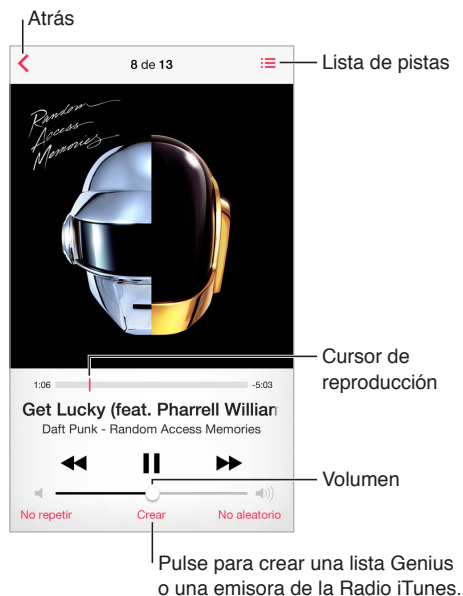 Atrás
8 de 13
Lista de pistas
Random
Access
Memories
Cursor de
reproducción
1:06
-5:03
Get Lucky (feat. Pharrell William
Daft Punk - Random Access Memories
Volumen
No repetir
Crear
No aleatorio
Pulse para crear una lista Genius
o una emisora de la Radio iTunes.